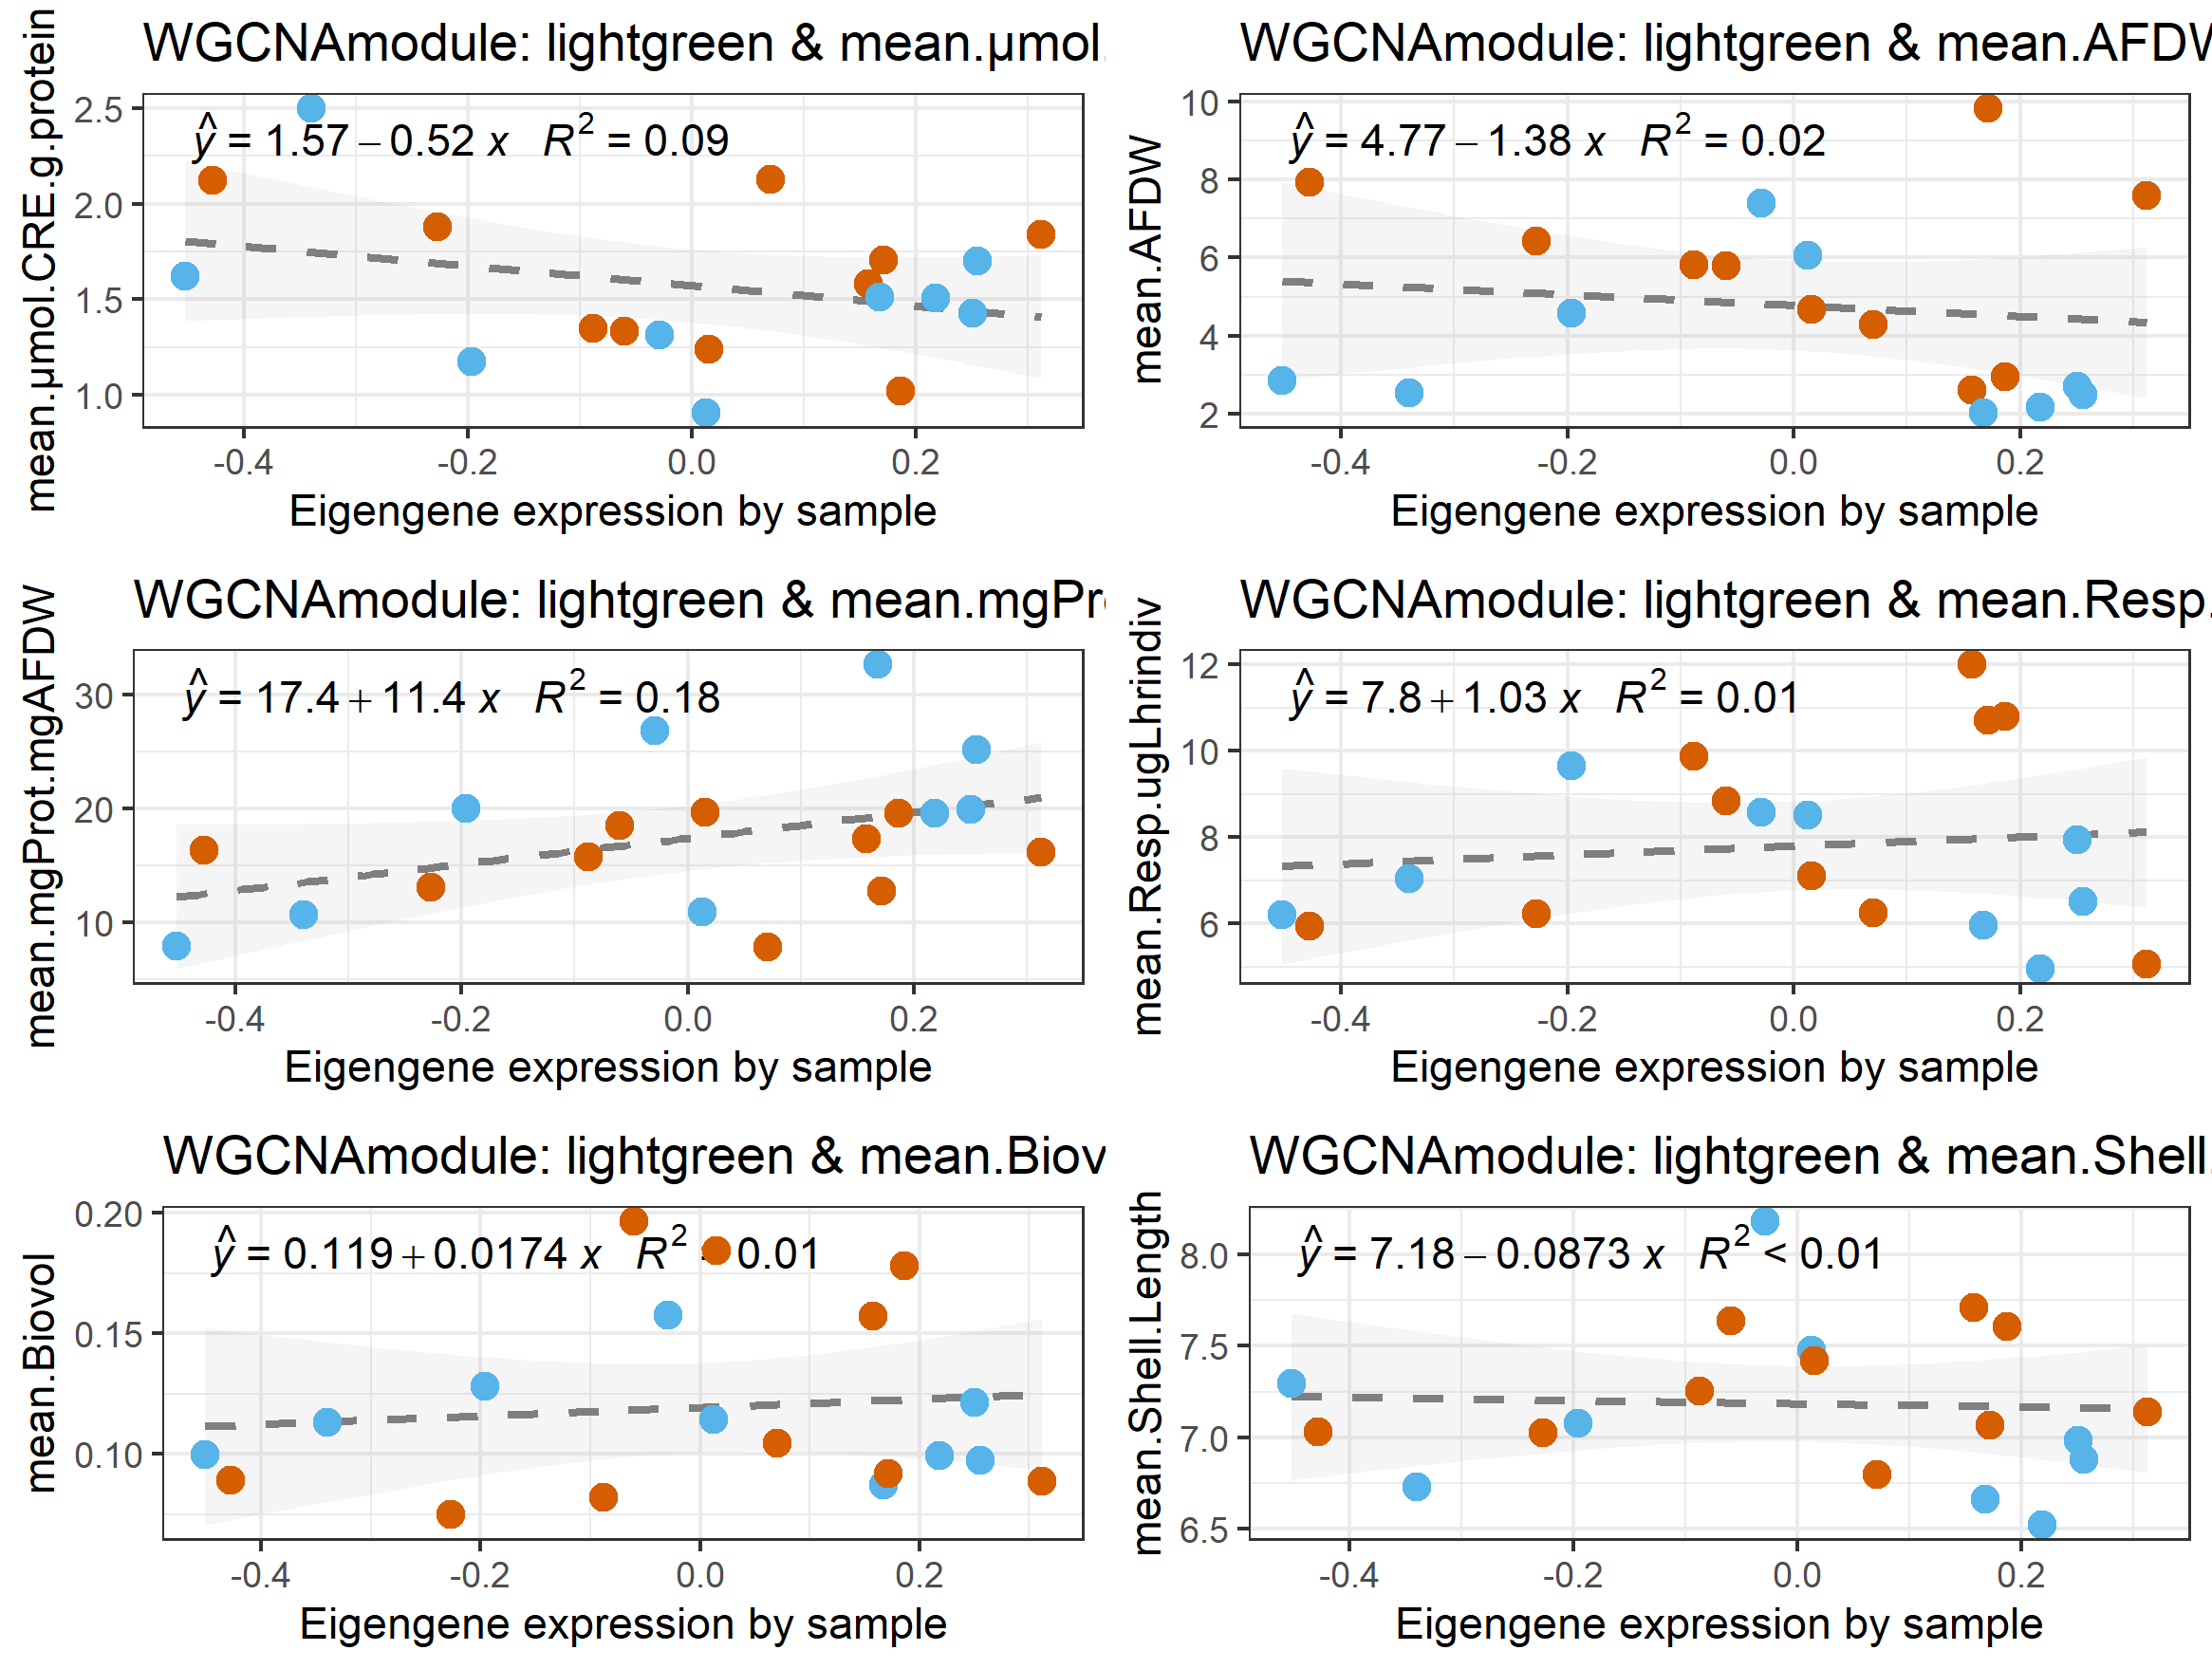 WGCNAmodule: lightgreen & mean.µmol.
mean.µmol.CRE.g.protein
2.5
2.0
1.5
1.0
ŷ = 1.57 − 0.52 x R² = 0.09
-0.4 -0.2 0.0 0.2
Eigengene expression by sample
WGCNAmodule: lightgreen & mean.AFDW
mean.AFDW
10
8
6
4
2
ŷ = 4.77 − 1.38 x R² = 0.02
-0.4 -0.2 0.0 0.2
Eigengene expression by sample
WGCNAmodule: lightgreen & mean.mgPr
mean.mgProt.mgAFDW
30
20
10
ŷ = 17.4 + 11.4 x R² = 0.18
-0.4 -0.2 0.0 0.2
Eigengene expression by sample
WGCNAmodule: lightgreen & mean.Resp.
mean.Resp.ugLhrindiv
12
10
8
6
ŷ = 7.8 + 1.03 x R² = 0.01
-0.4 -0.2 0.0 0.2
Eigengene expression by sample
WGCNAmodule: lightgreen & mean.Biov
mean.Biovol
0.20
0.15
0.10
ŷ = 0.119 + 0.0174 x R² = 0.01
-0.4 -0.2 0.0 0.2
Eigengene expression by sample
WGCNAmodule: lightgreen & mean.Shell.
mean.Shell.Length
8.0
7.5
7.0
6.5
ŷ = 7.18 − 0.0873 x R² < 0.01
-0.4 -0.2 0.0 0.2
Eigengene expression by sample